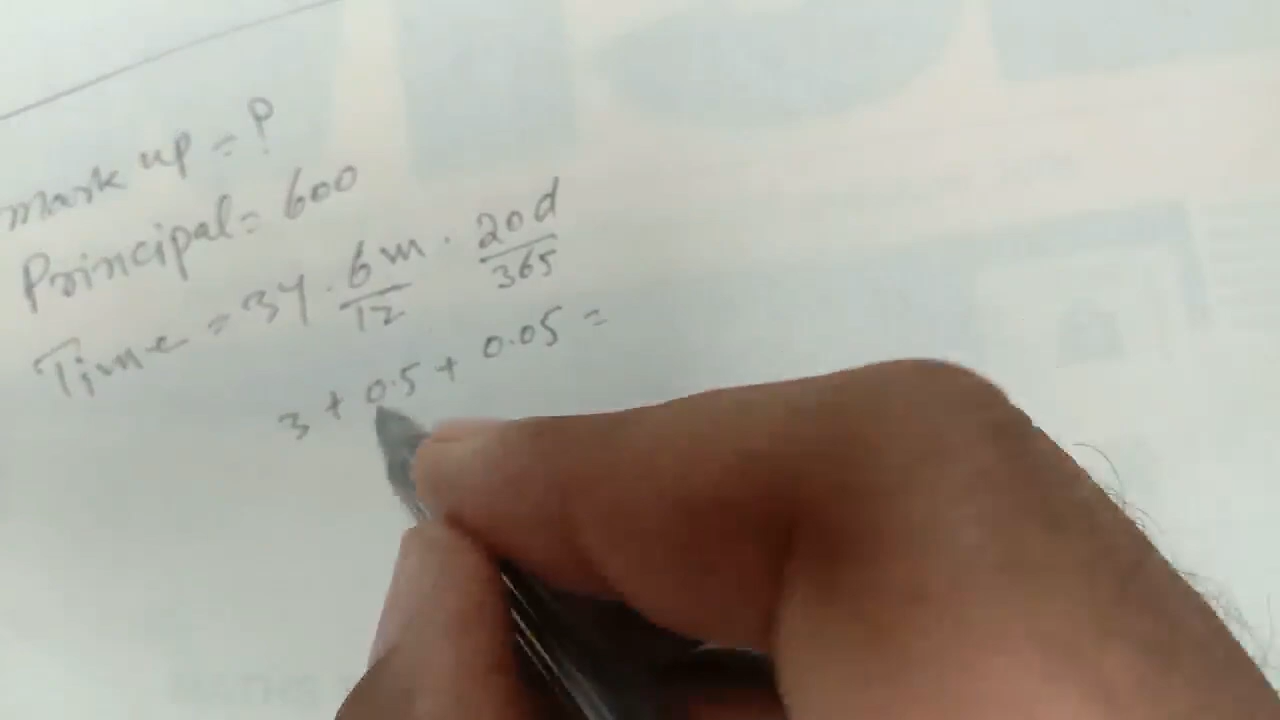 Mark up = ?
Principal = 600
Time = 3y . 6m/12 . 20d/365
3 + 0.5 + 0.05 =